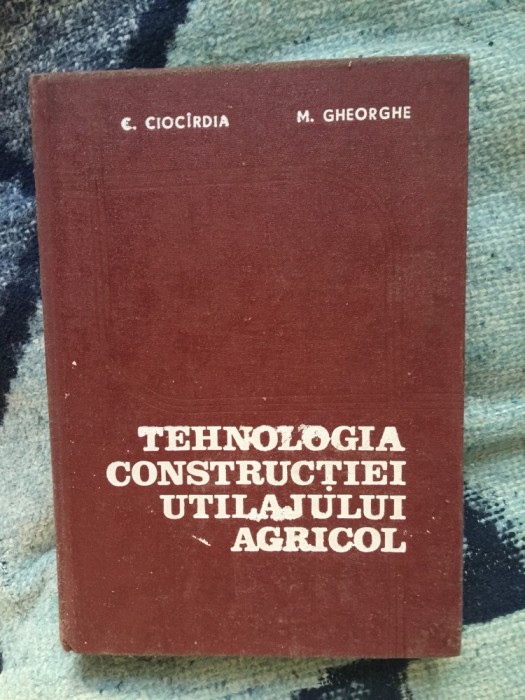 C. CIOCÎRDIA M. GHEORGHE
TEHNOLOGIA
CONSTRUCȚIEI
UTILAJULUI
AGRICOL